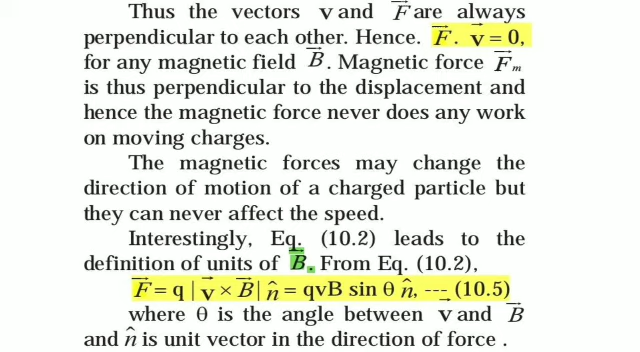 Thus the vectors v and F⃗ are always
perpendicular to each other. Hence. F⃗ . v⃗ = 0,
for any magnetic field B⃗. Magnetic force F⃗ₘ
is thus perpendicular to the displacement and
hence the magnetic force never does any work
on moving charges.
The magnetic forces may change the
direction of motion of a charged particle but
they can never affect the speed.
Interestingly, Eq. (10.2) leads to the
definition of units of B⃗. From Eq. (10.2),
F⃗ = q | v⃗ × B⃗| n̂ = qvB sin θ n̂, --- (10.5)
where θ is the angle between v⃗ and B⃗
and n̂ is unit vector in the direction of force .